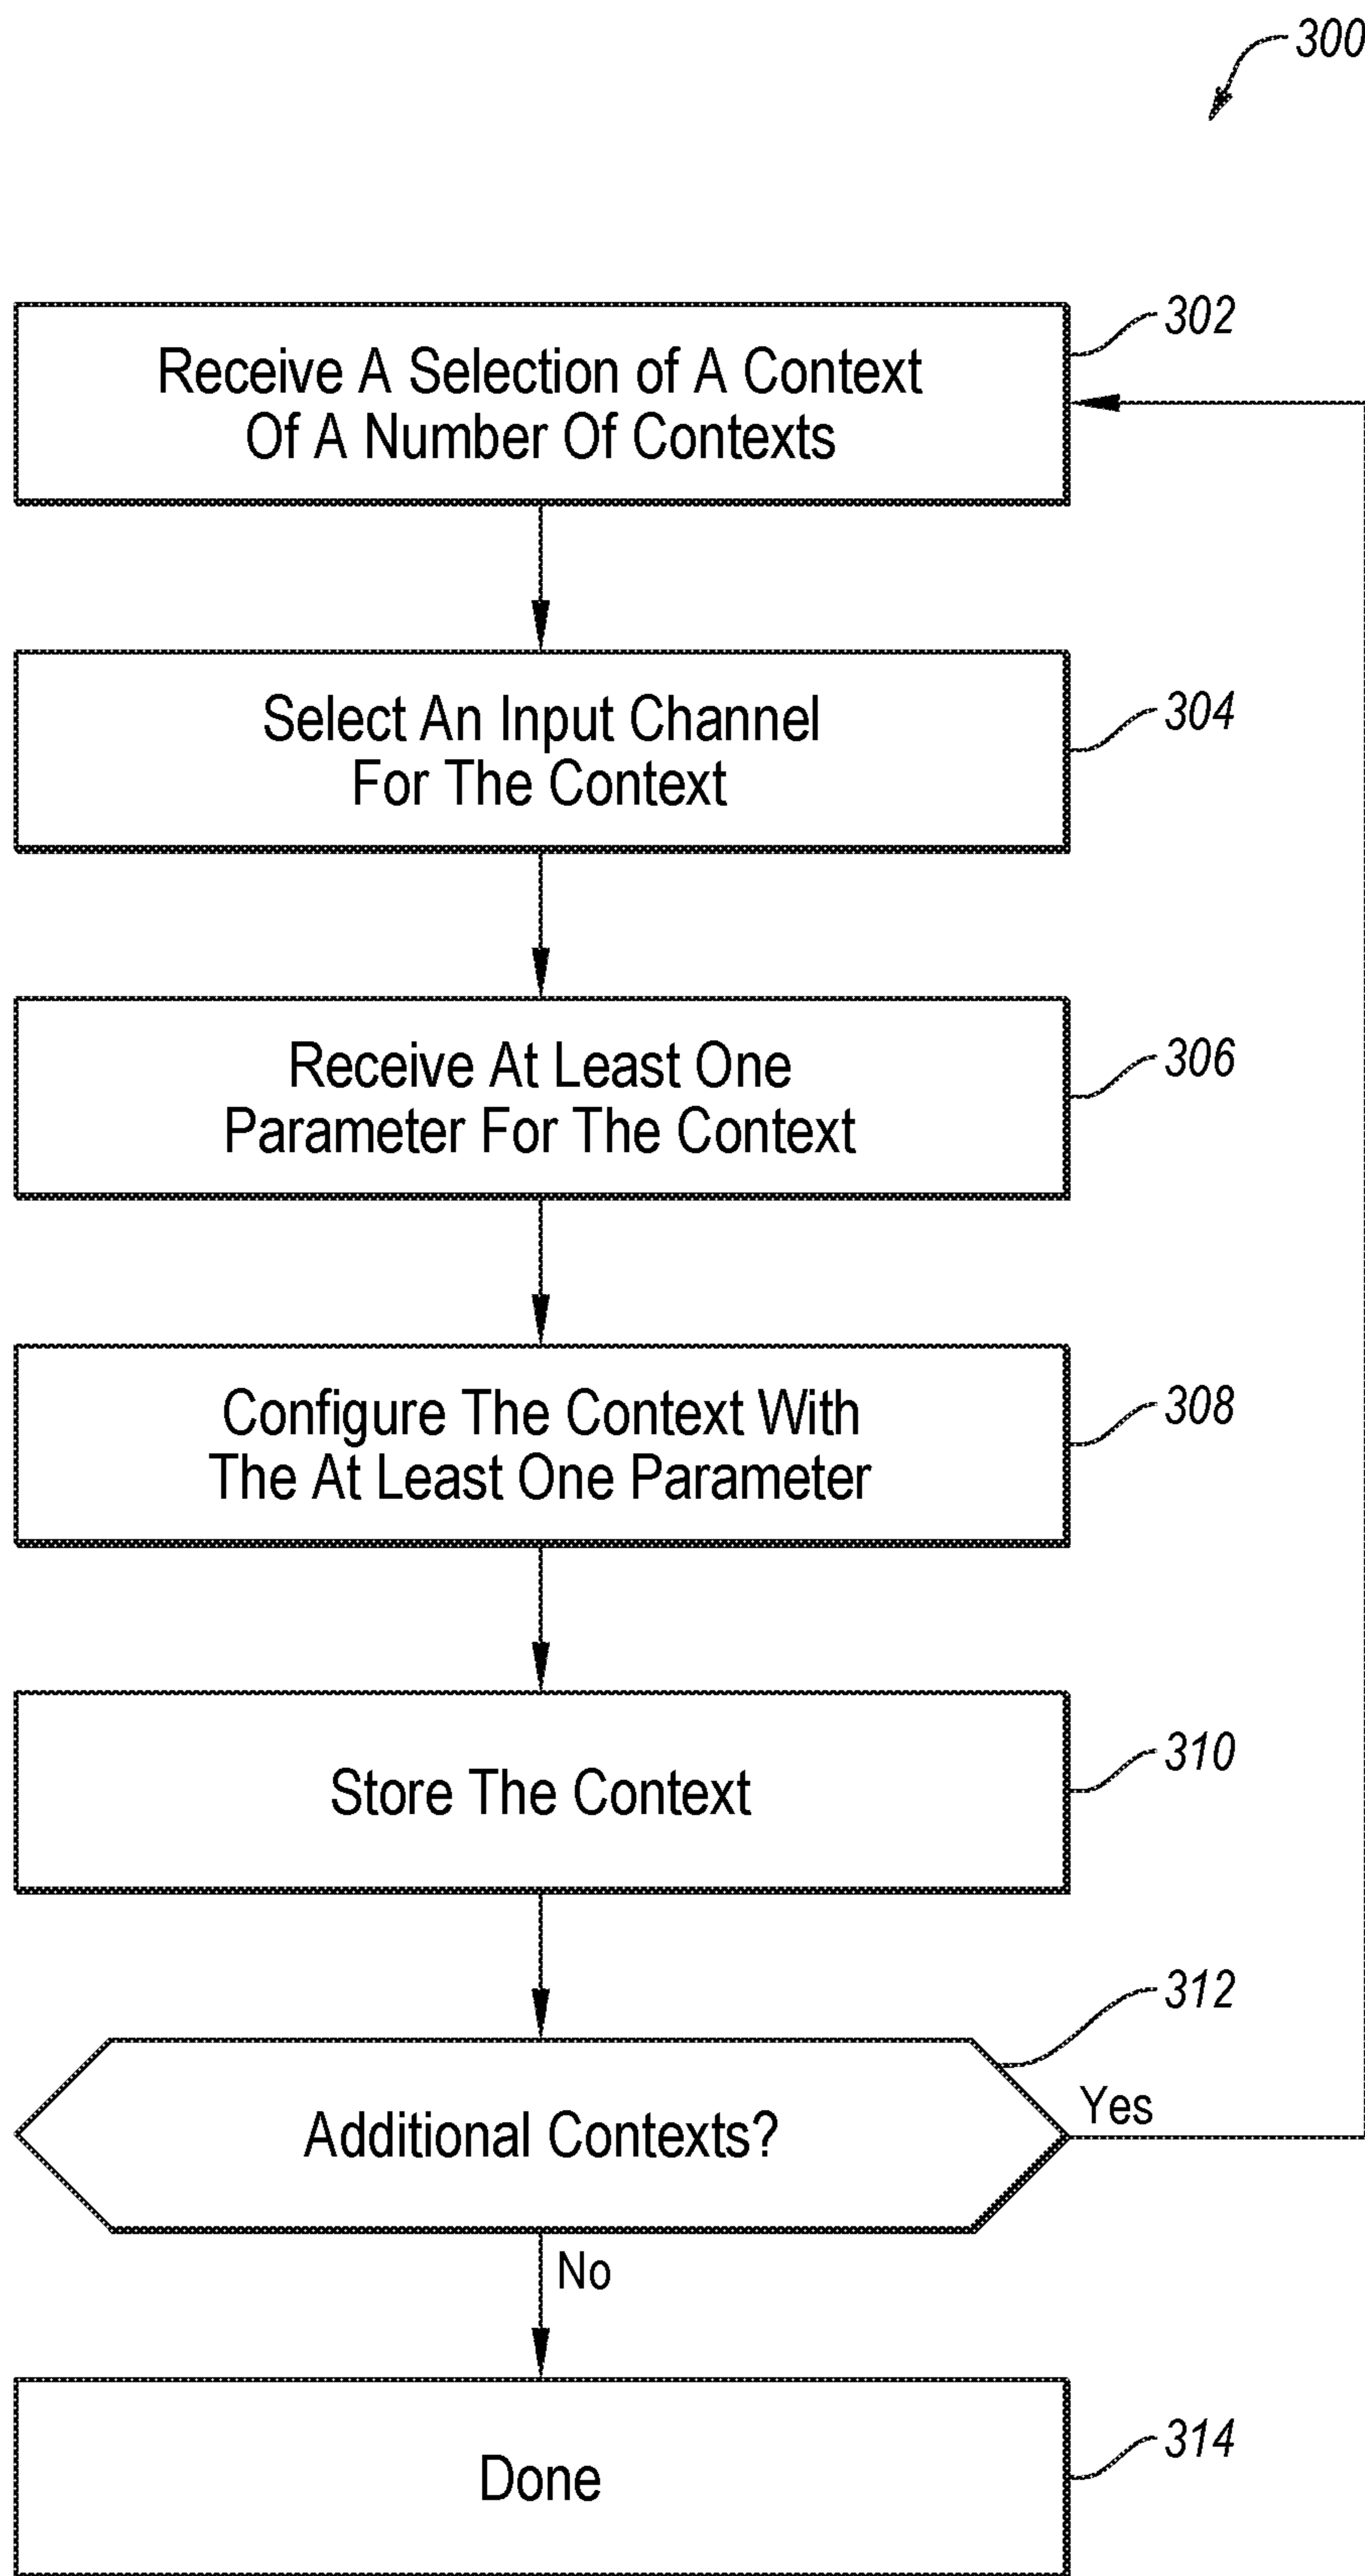 300
Receive A Selection of A Context
Of A Number Of Contexts
302
Select An Input Channel
For The Context
304
Receive At Least One
Parameter For The Context
306
Configure The Context With
The At Least One Parameter
308
Store The Context
310
Additional Contexts?
312
Yes
No
Done
314